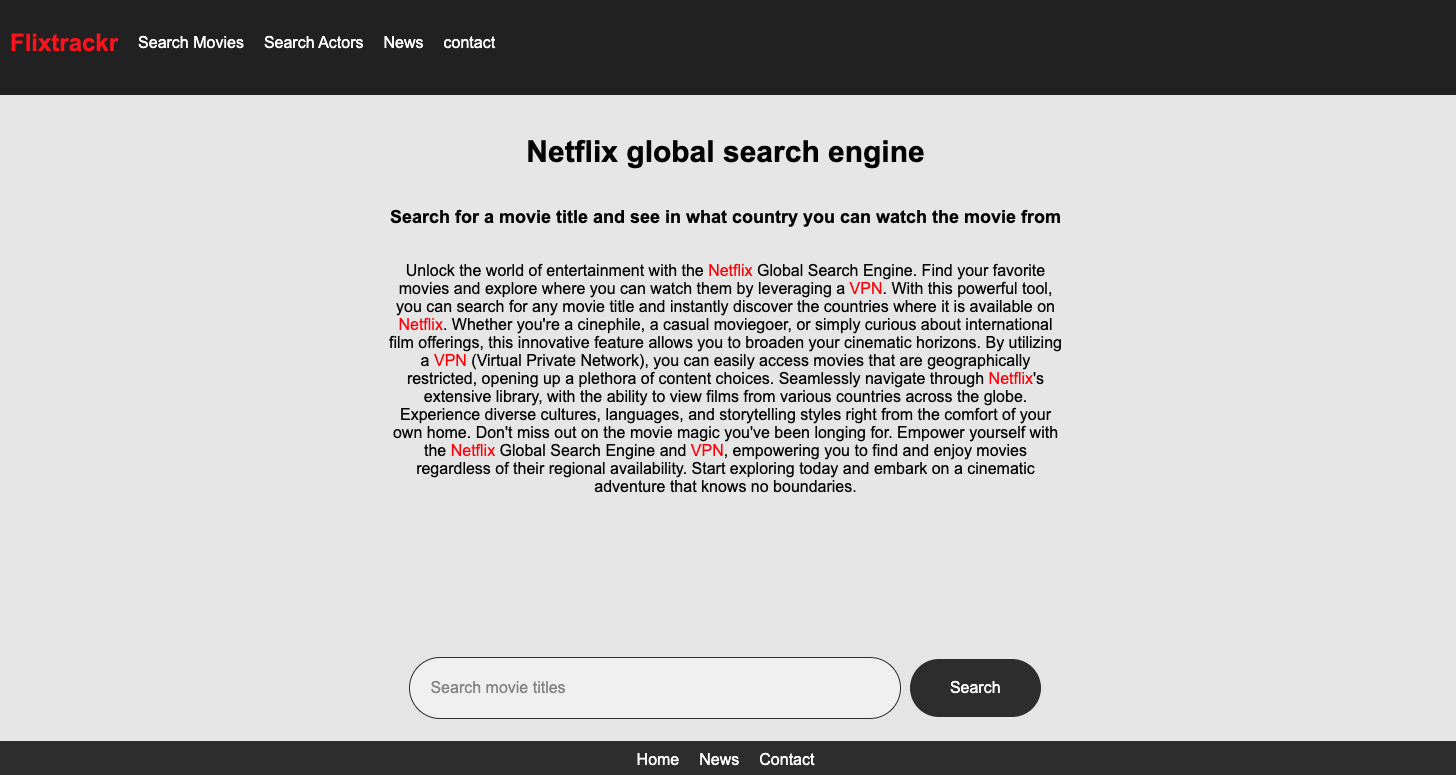 Flixtrackr Search Movies Search Actors News contact
Netflix global search engine
Search for a movie title and see in what country you can watch the movie from
Unlock the world of entertainment with the Netflix Global Search Engine. Find your favorite
movies and explore where you can watch them by leveraging a VPN. With this powerful tool,
you can search for any movie title and instantly discover the countries where it is available on
Netflix. Whether you're a cinephile, a casual moviegoer, or simply curious about international
film offerings, this innovative feature allows you to broaden your cinematic horizons. By utilizing
a VPN (Virtual Private Network), you can easily access movies that are geographically
restricted, opening up a plethora of content choices. Seamlessly navigate through Netflix's
extensive library, with the ability to view films from various countries across the globe.
Experience diverse cultures, languages, and storytelling styles right from the comfort of your
own home. Don't miss out on the movie magic you've been longing for. Empower yourself with
the Netflix Global Search Engine and VPN, empowering you to find and enjoy movies
regardless of their regional availability. Start exploring today and embark on a cinematic
adventure that knows no boundaries.
Search movie titles Search
Home News Contact